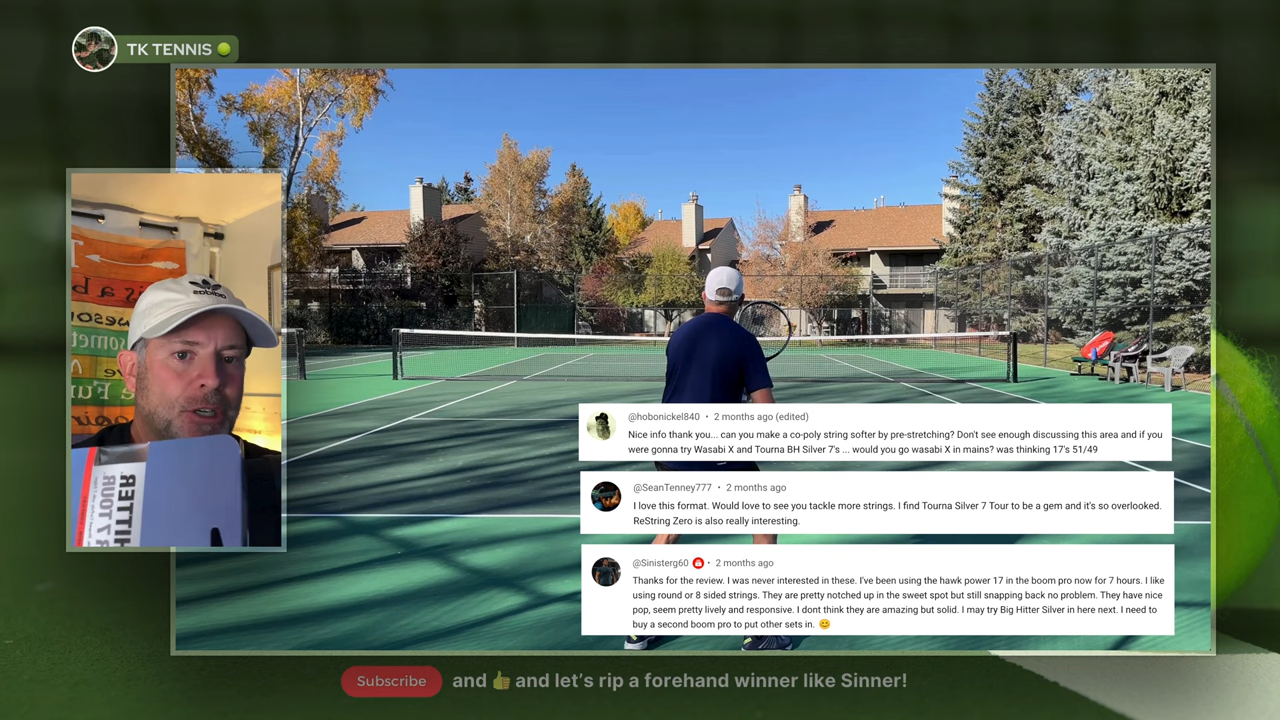 TK TENNIS
@hobonickel840 • 2 months ago (edited)
Nice info thank you... can you make a co-poly string softer by pre-stretching? Don't see enough discussing this area and if you
were gonna try Wasabi X and Tourna BH Silver 7's ... would you go wasabi X in mains? was thinking 17's 51/49
@SeanTenney777 • 2 months ago
I love this format. Would love to see you tackle more strings. I find Tourna Silver 7 Tour to be a gem and it's so overlooked.
ReString Zero is also really interesting.
@Sinisterg60 • 2 months ago
Thanks for the review. I was never interested in these. I've been using the hawk power 17 in the boom pro now for 7 hours. I like
using round or 8 sided strings. They are pretty notched up in the sweet spot but still snapping back no problem. They have nice
pop, seem pretty lively and responsive. I dont think they are amazing but solid. I may try Big Hitter Silver in here next. I need to
buy a second boom pro to put other sets in. 😊
adidas
HITTER
R 7 TOUR
Subscribe and 👍 and let's rip a forehand winner like Sinner!